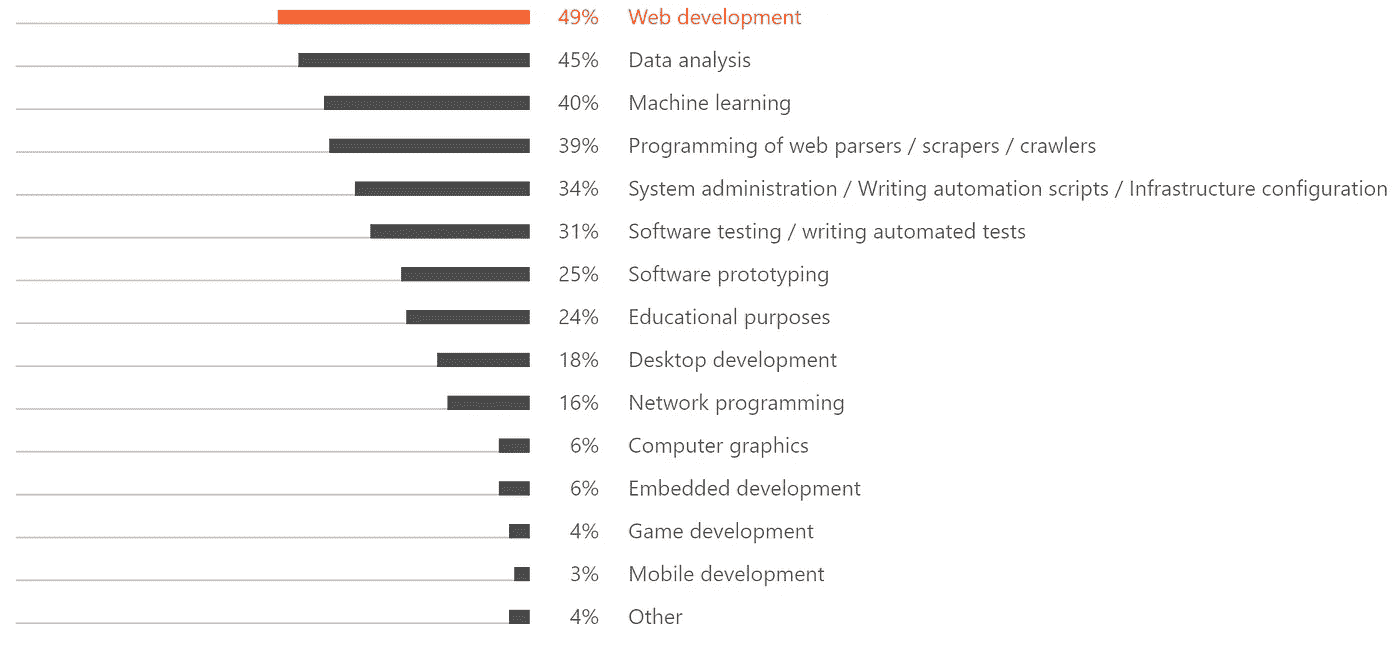 49% Web development
45% Data analysis
40% Machine learning
39% Programming of web parsers / scrapers / crawlers
34% System administration / Writing automation scripts / Infrastructure configuration
31% Software testing / writing automated tests
25% Software prototyping
24% Educational purposes
18% Desktop development
16% Network programming
6% Computer graphics
6% Embedded development
4% Game development
3% Mobile development
4% Other